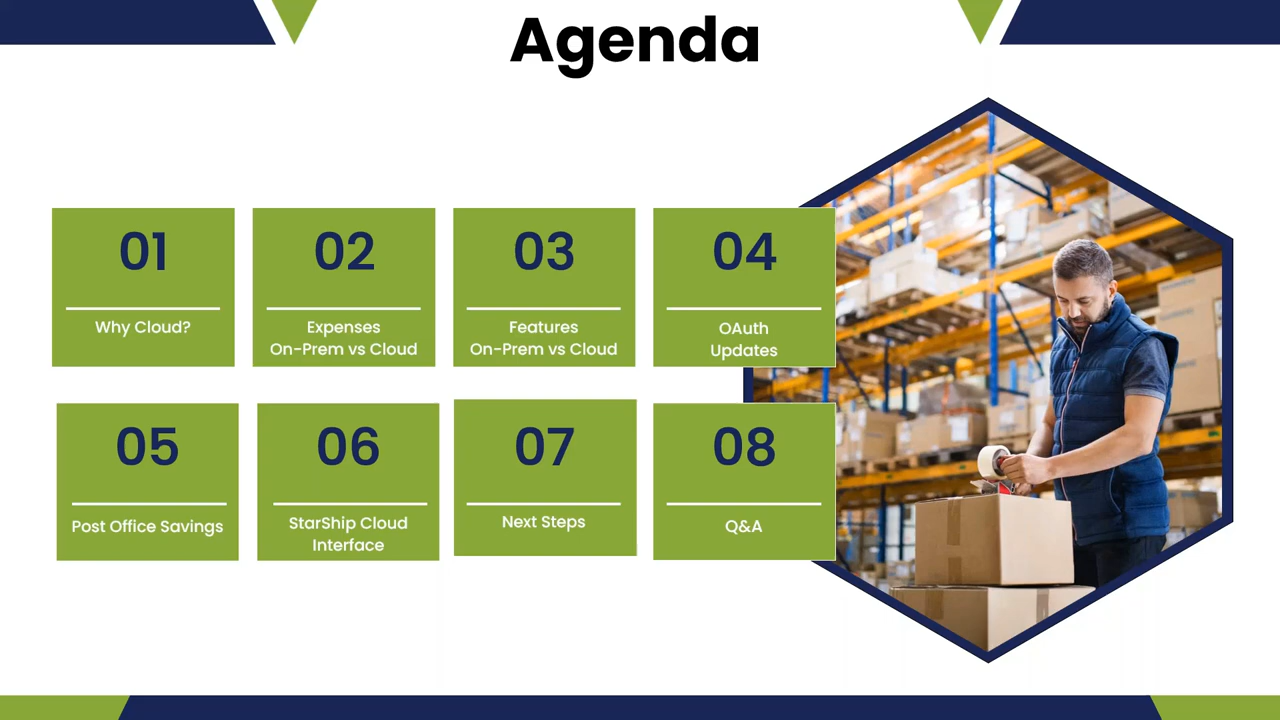 Agenda
01
Why Cloud?
02
Expenses
On-Prem vs Cloud
03
Features
On-Prem vs Cloud
04
OAuth
Updates
05
Post Office Savings
06
StarShip Cloud
Interface
07
Next Steps
08
Q&A